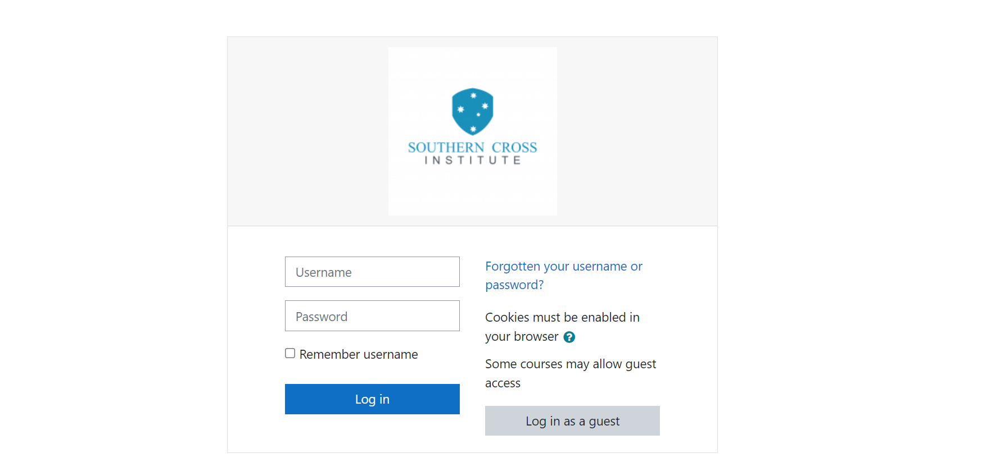 SOUTHERN CROSS
INSTITUTE
Username
Password
Remember username
Log in
Forgotten your username or
password?
Cookies must be enabled in
your browser ?
Some courses may allow guest
access
Log in as a guest